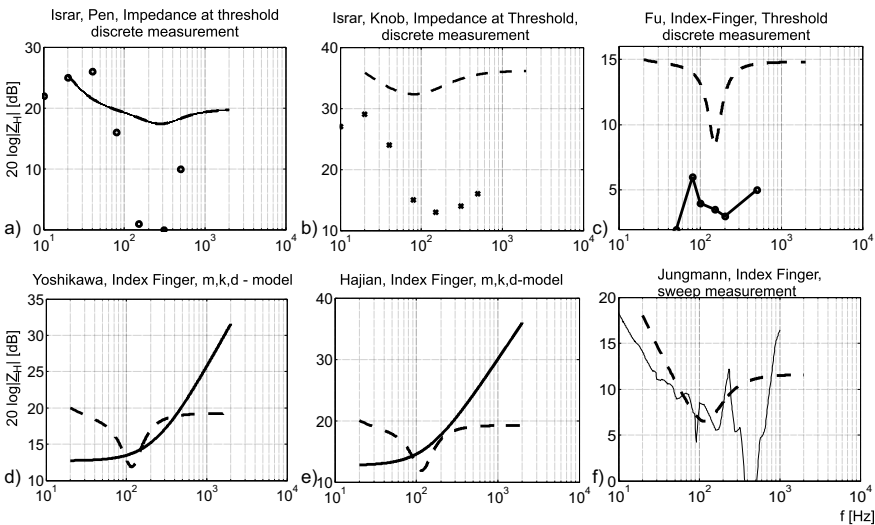 Israr, Pen, Impedance at threshold
discrete measurement
Israr, Knob, Impedance at Threshold,
discrete measurement
Fu, Index-Finger, Threshold
discrete measurement
20 log|Z_H| [dB]
30
20
10
0
10^1
10^2
10^3
10^4
a)
40
30
20
10
10^1
10^2
10^3
10^4
b)
15
10
5
2
10^1
10^2
10^3
10^4
c)
Yoshikawa, Index Finger, m,k,d - model
Hajian, Index Finger, m,k,d-model
Jungmann, Index Finger,
sweep measurement
20 log|Z_H| [dB]
35
30
25
20
15
10
10^1
10^2
10^3
10^4
d)
40
30
20
10
10^1
10^2
10^3
10^4
e)
20
15
10
5
0
10^1
10^2
10^3
10^4
f)
f [Hz]